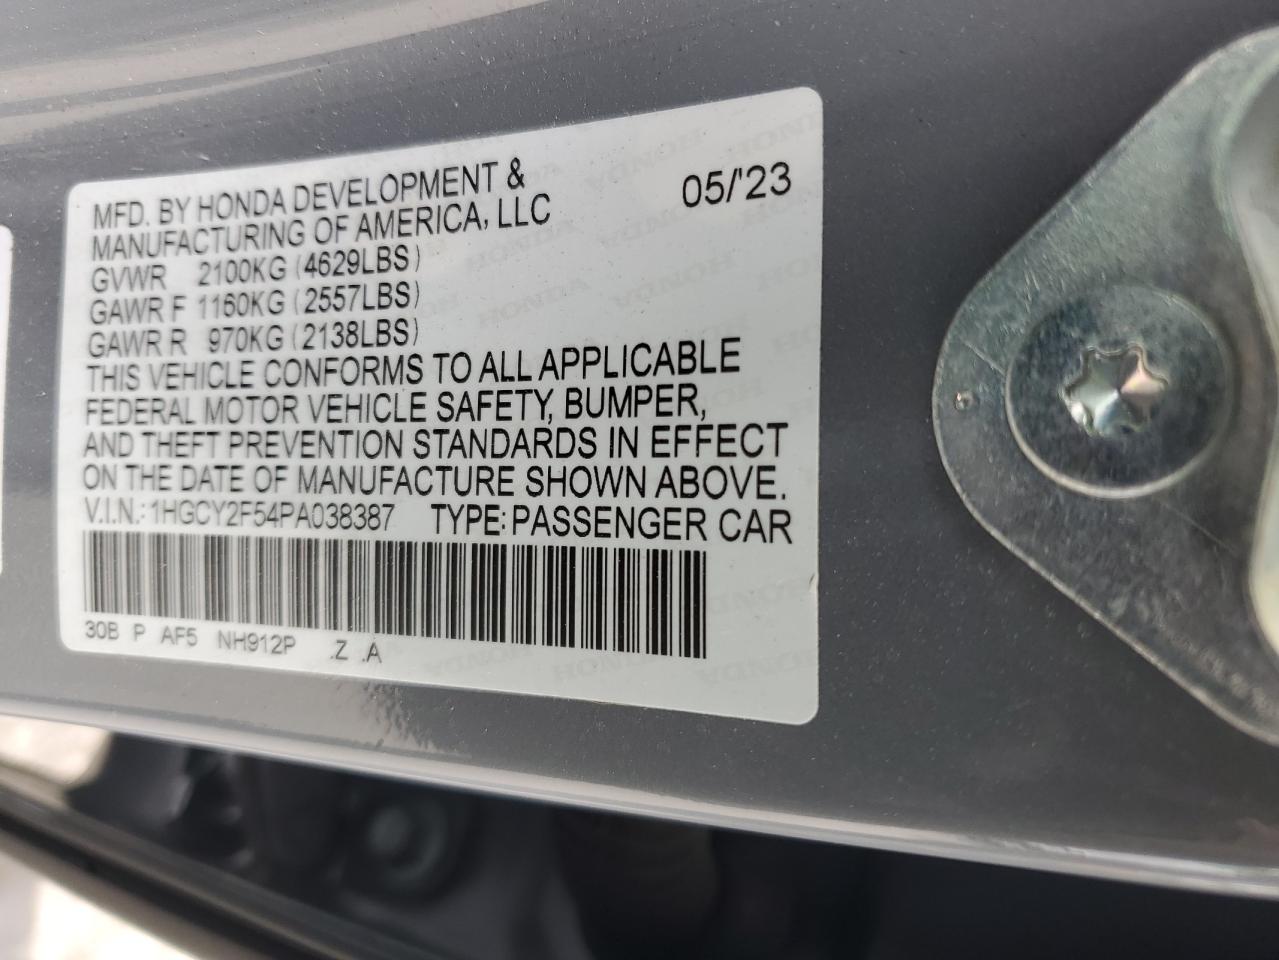 MFD. BY HONDA DEVELOPMENT &
MANUFACTURING OF AMERICA, LLC
05/'23
GVWR 2100KG (4629LBS)
GAWR F 1160KG (2557LBS)
GAWR R 970KG (2138LBS)
THIS VEHICLE CONFORMS TO ALL APPLICABLE
FEDERAL MOTOR VEHICLE SAFETY, BUMPER,
AND THEFT PREVENTION STANDARDS IN EFFECT
ON THE DATE OF MANUFACTURE SHOWN ABOVE.
V.I.N.: 1HGCY2F54PA038387 TYPE: PASSENGER CAR
30B P AF5 NH912P .Z .A